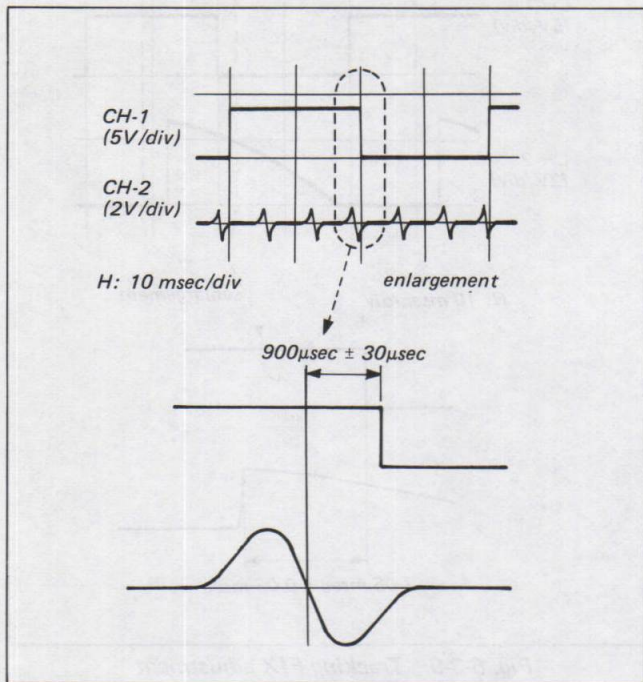 CH-1
(5V/div)
CH-2
(2V/div)
H: 10 msec/div
enlargement
900μsec ± 30μsec